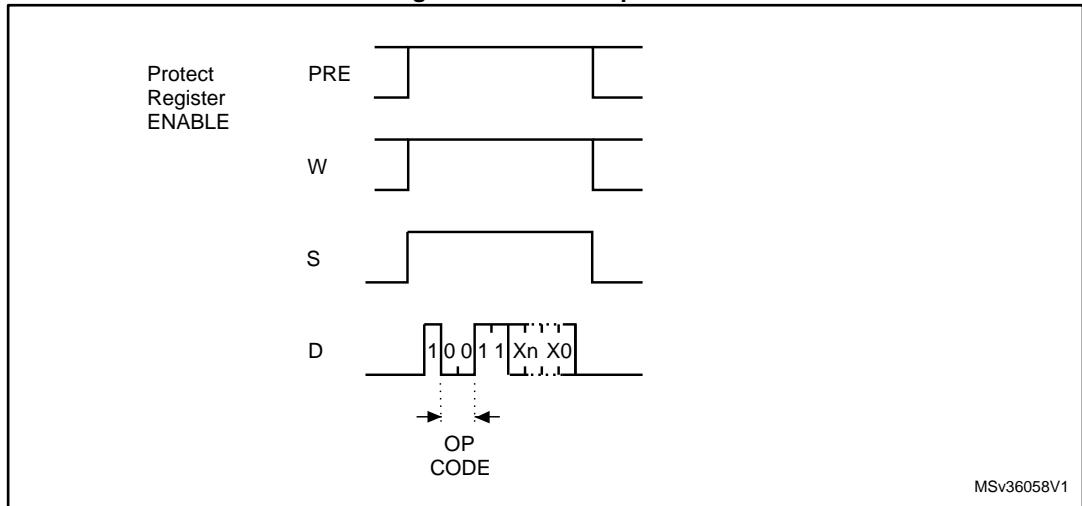 Protect
Register
ENABLE
PRE
W
S
D
1 0 0 1 1 Xn X0
OP
CODE
MSv36058V1